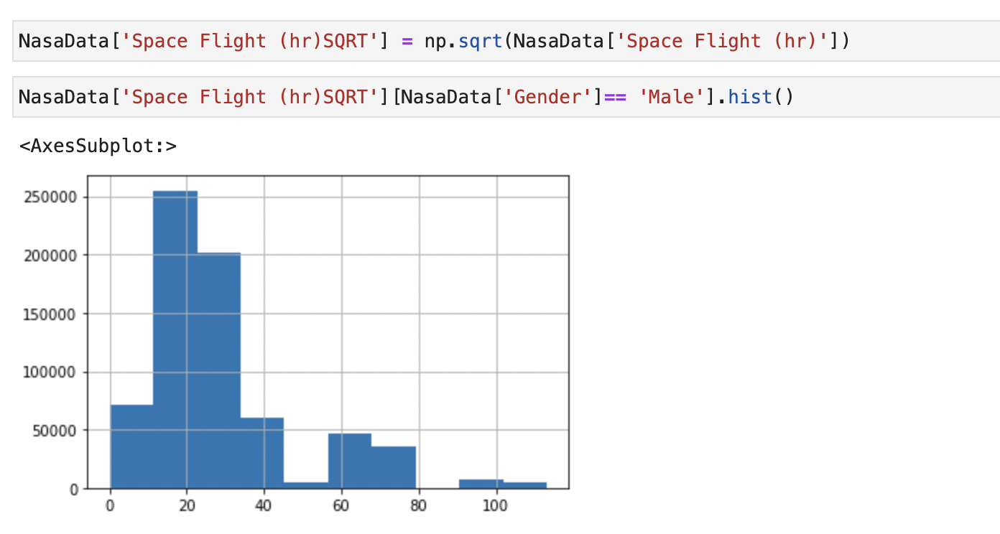 NasaData['Space Flight (hr)SQRT'] = np.sqrt(NasaData['Space Flight (hr)'])
NasaData['Space Flight (hr)SQRT'][NasaData['Gender']== 'Male'].hist()
<AxesSubplot:>
250000
200000
150000
100000
50000
0
0 20 40 60 80 100